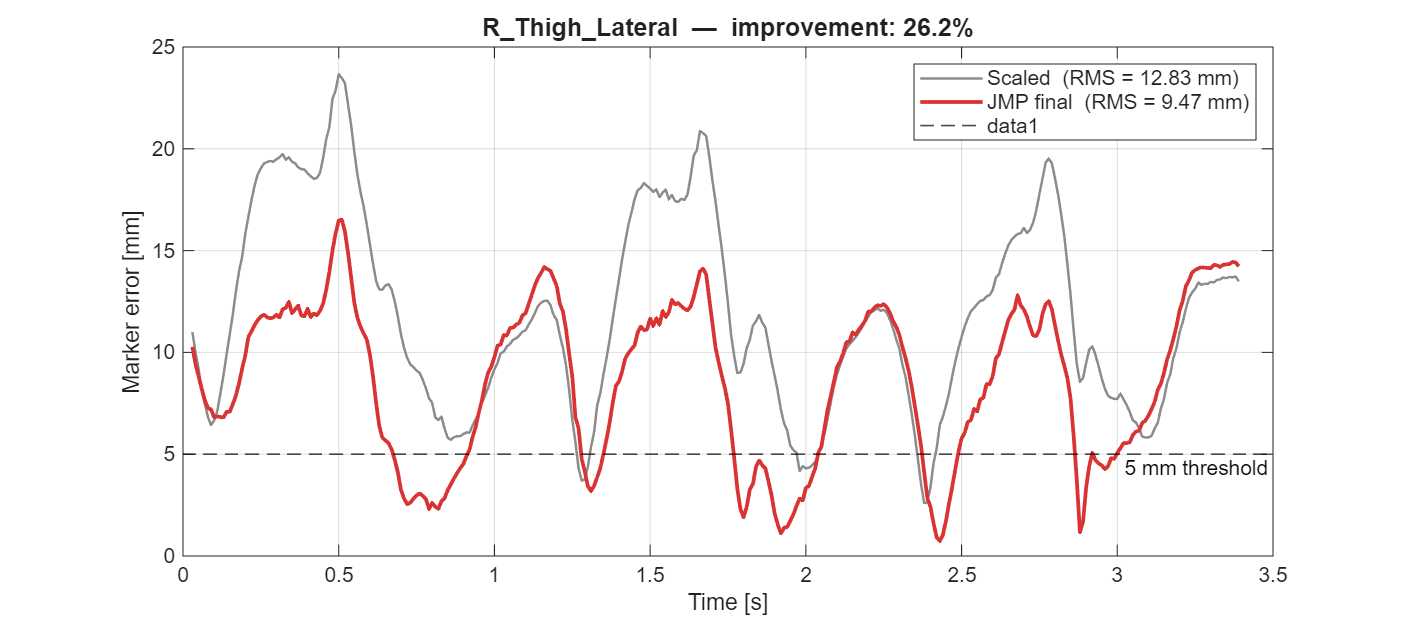 R_Thigh_Lateral — improvement: 26.2%
25
20
15
10
5
0
Marker error [mm]
Scaled (RMS = 12.83 mm)
JMP final (RMS = 9.47 mm)
data1
5 mm threshold
0 0.5 1 1.5 2 2.5 3 3.5
Time [s]